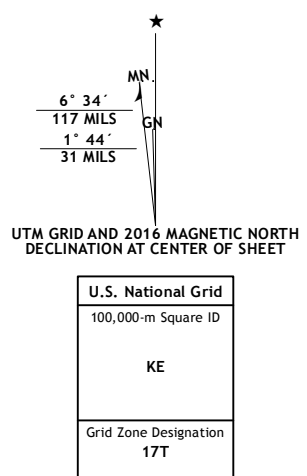 ★
MN
6° 34´
117 MILS
GN
1° 44´
31 MILS
UTM GRID AND 2016 MAGNETIC NORTH
DECLINATION AT CENTER OF SHEET
U.S. National Grid
100,000-m Square ID
KE
Grid Zone Designation
17T